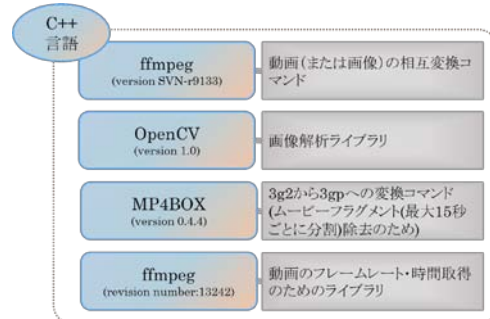 C++
言語
ffmpeg
(version SVN-r9133)
動画(または画像)の相互変換コ
マンド
OpenCV
(version 1.0)
画像解析ライブラリ
MP4BOX
(version 0.4.4)
3g2から3gpへの変換コマンド
(ムービーフラグメント(最大15秒
ごとに分割)除去のため)
ffmpeg
(revision number:13242)
動画のフレームレート・時間取得
のためのライブラリ